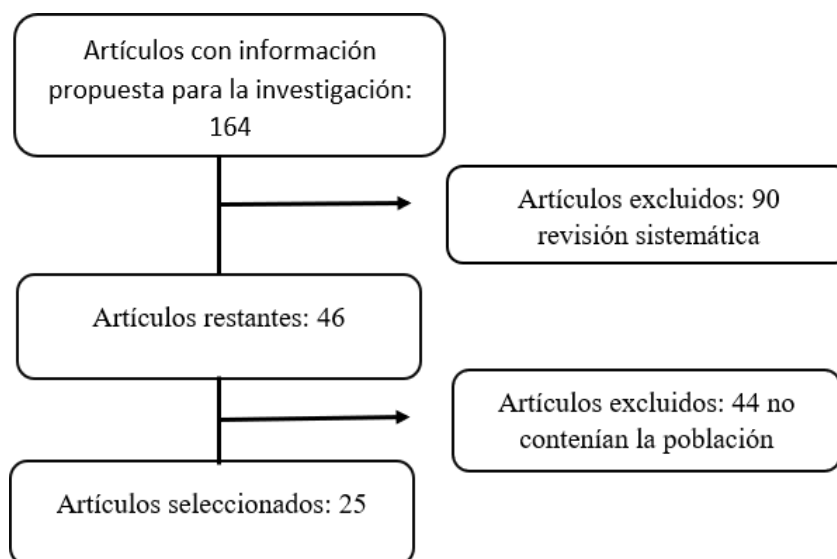 Artículos con información
propuesta para la investigación:
164
Artículos excluidos: 90
revisión sistemática
Artículos restantes: 46
Artículos excluidos: 44 no
contenían la población
Artículos seleccionados: 25